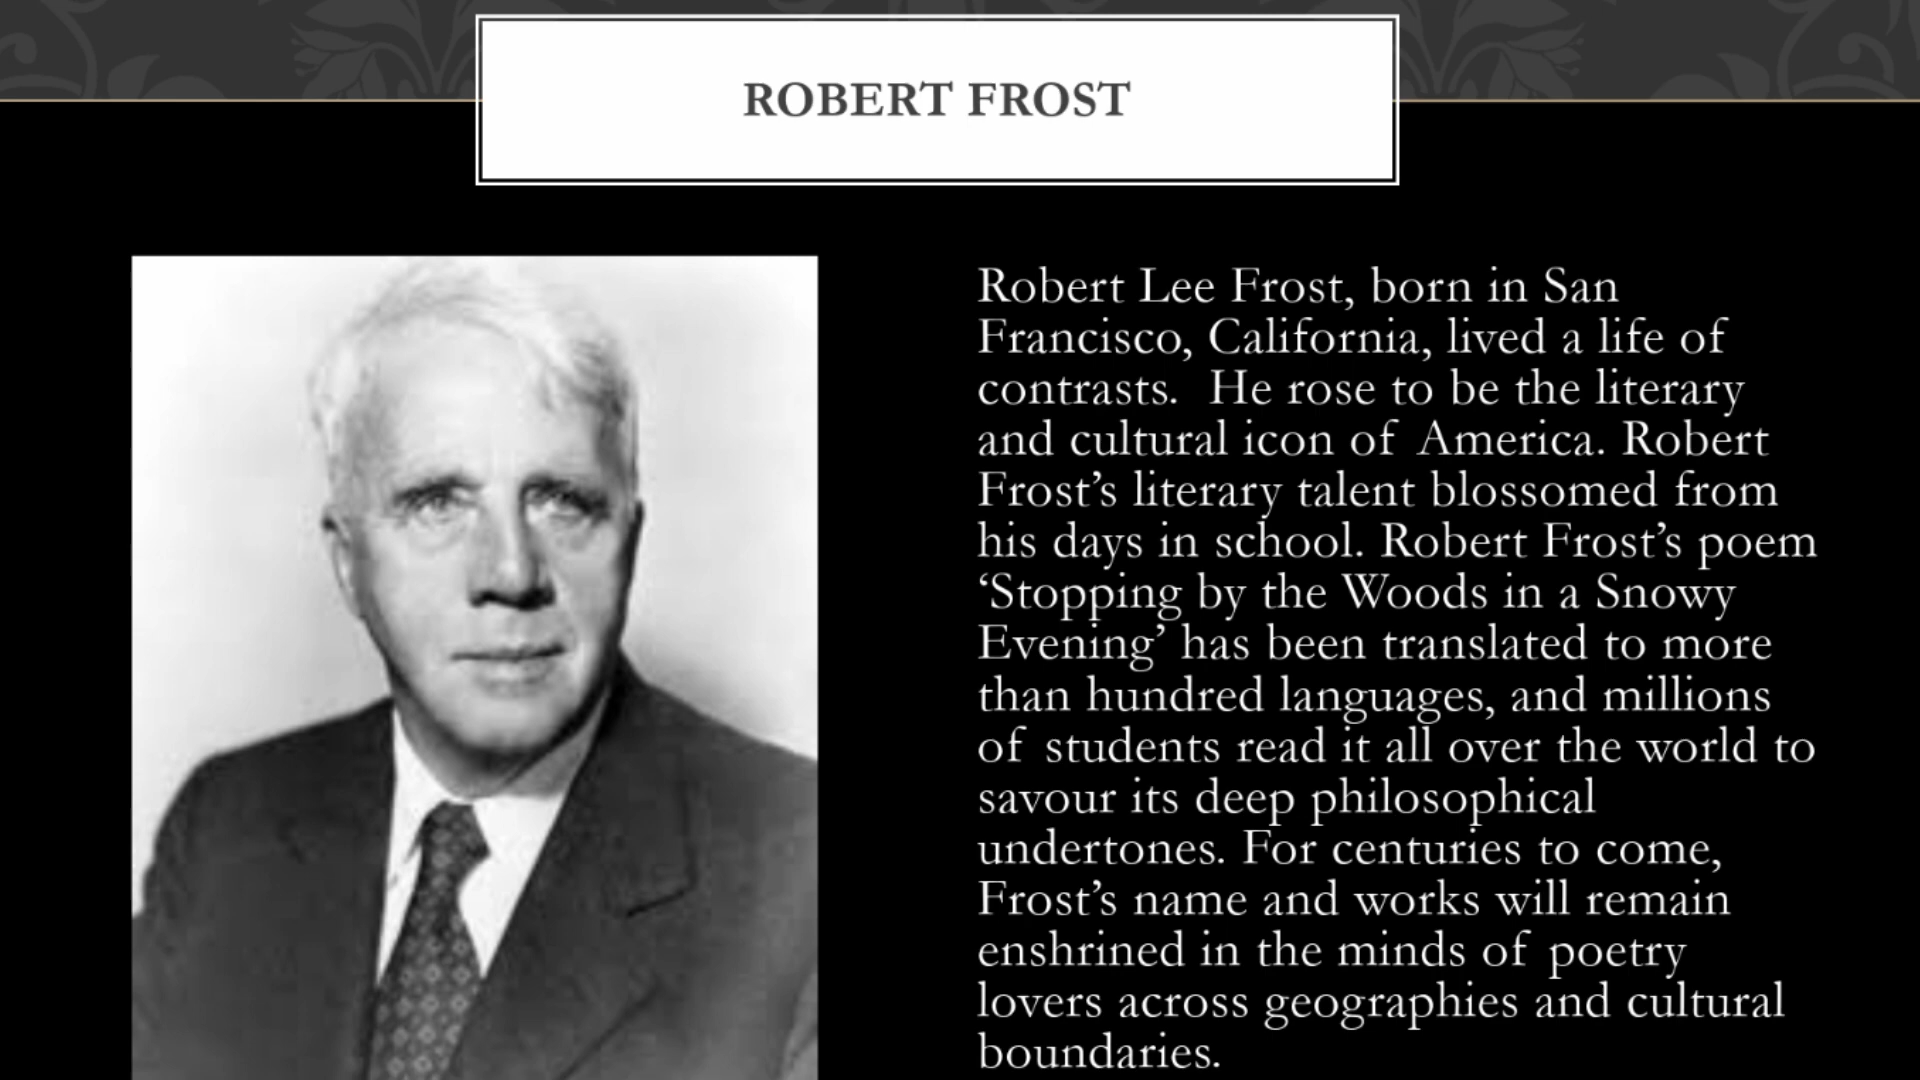 ROBERT FROST
Robert Lee Frost, born in San
Francisco, California, lived a life of
contrasts.  He rose to be the literary
and cultural icon of America. Robert
Frost’s literary talent blossomed from
his days in school. Robert Frost’s poem
‘Stopping by the Woods in a Snowy
Evening’ has been translated to more
than hundred languages, and millions
of students read it all over the world to
savour its deep philosophical
undertones. For centuries to come,
Frost’s name and works will remain
enshrined in the minds of poetry
lovers across geographies and cultural
boundaries.